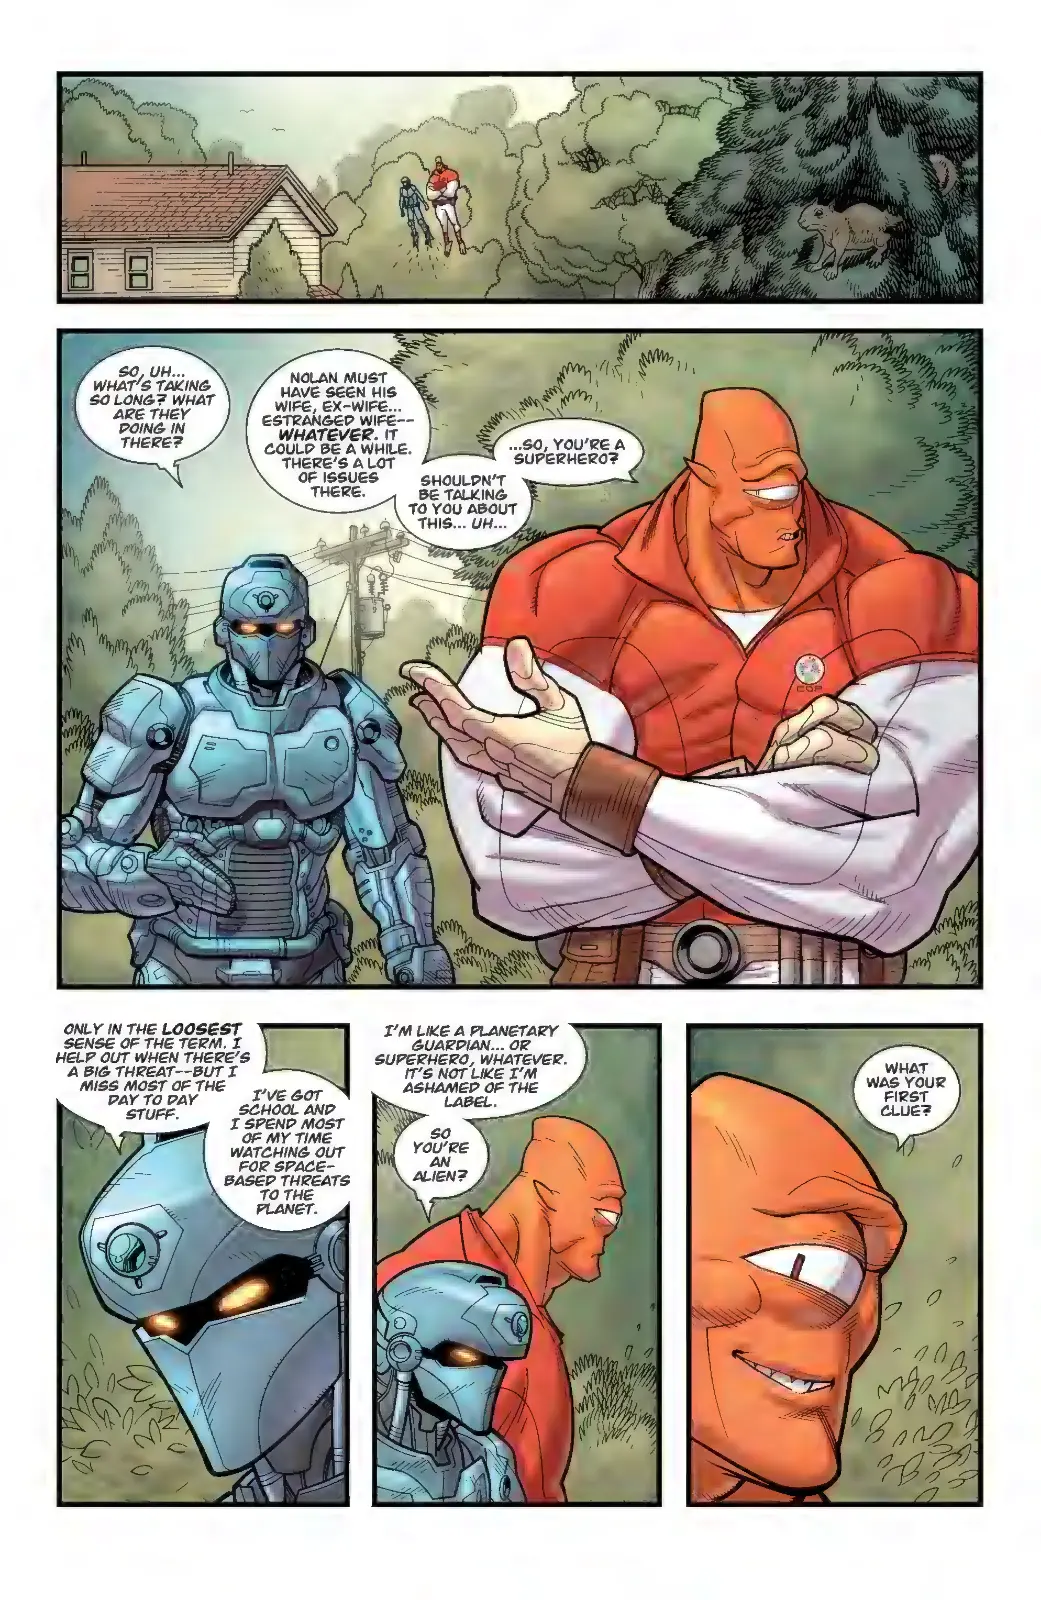 SO, UH...
WHAT'S TAKING
SO LONG? WHAT
ARE THEY
DOING IN
THERE?
NOLAN MUST
HAVE SEEN HIS
WIFE, EX-WIFE...
ESTRANGED WIFE--
WHATEVER. IT
COULD BE A WHILE.
THERE'S A LOT
OF ISSUES
THERE.
SHOULDN'T
BE TALKING
TO YOU ABOUT
THIS... UH...
...SO, YOU'RE A
SUPERHERO?
COP
ONLY IN THE LOOSEST
SENSE OF THE TERM. I
HELP OUT WHEN THERE'S
A BIG THREAT--BUT I
MISS MOST OF THE
DAY TO DAY
STUFF.
I'VE GOT
SCHOOL AND
I SPEND MOST
OF MY TIME
WATCHING OUT
FOR SPACE-
BASED THREATS
TO THE
PLANET.
I'M LIKE A PLANETARY
GUARDIAN... OR
SUPERHERO, WHATEVER.
IT'S NOT LIKE I'M
ASHAMED OF THE
LABEL.
SO
YOU'RE
AN
ALIEN?
WHAT
WAS YOUR
FIRST
CLUE?